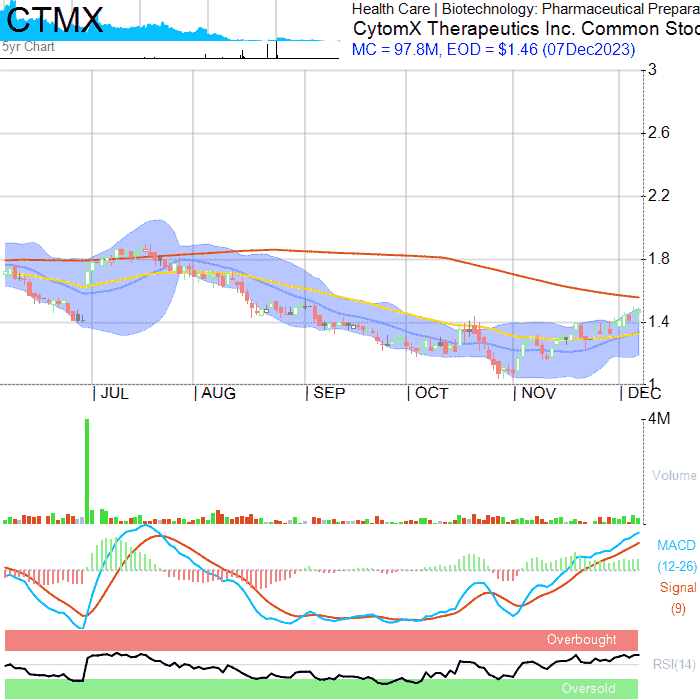 CTMX
5yr Chart
Health Care | Biotechnology: Pharmaceutical Prepara
CytomX Therapeutics Inc. Common Stoc
MC = 97.8M, EOD = $1.46 (07Dec2023)
3
2.6
2.2
1.8
1.4
1
JUL AUG SEP OCT NOV DEC
4M
Volume
MACD
(12-26)
Signal
(9)
Overbought
RSI(14)
Oversold